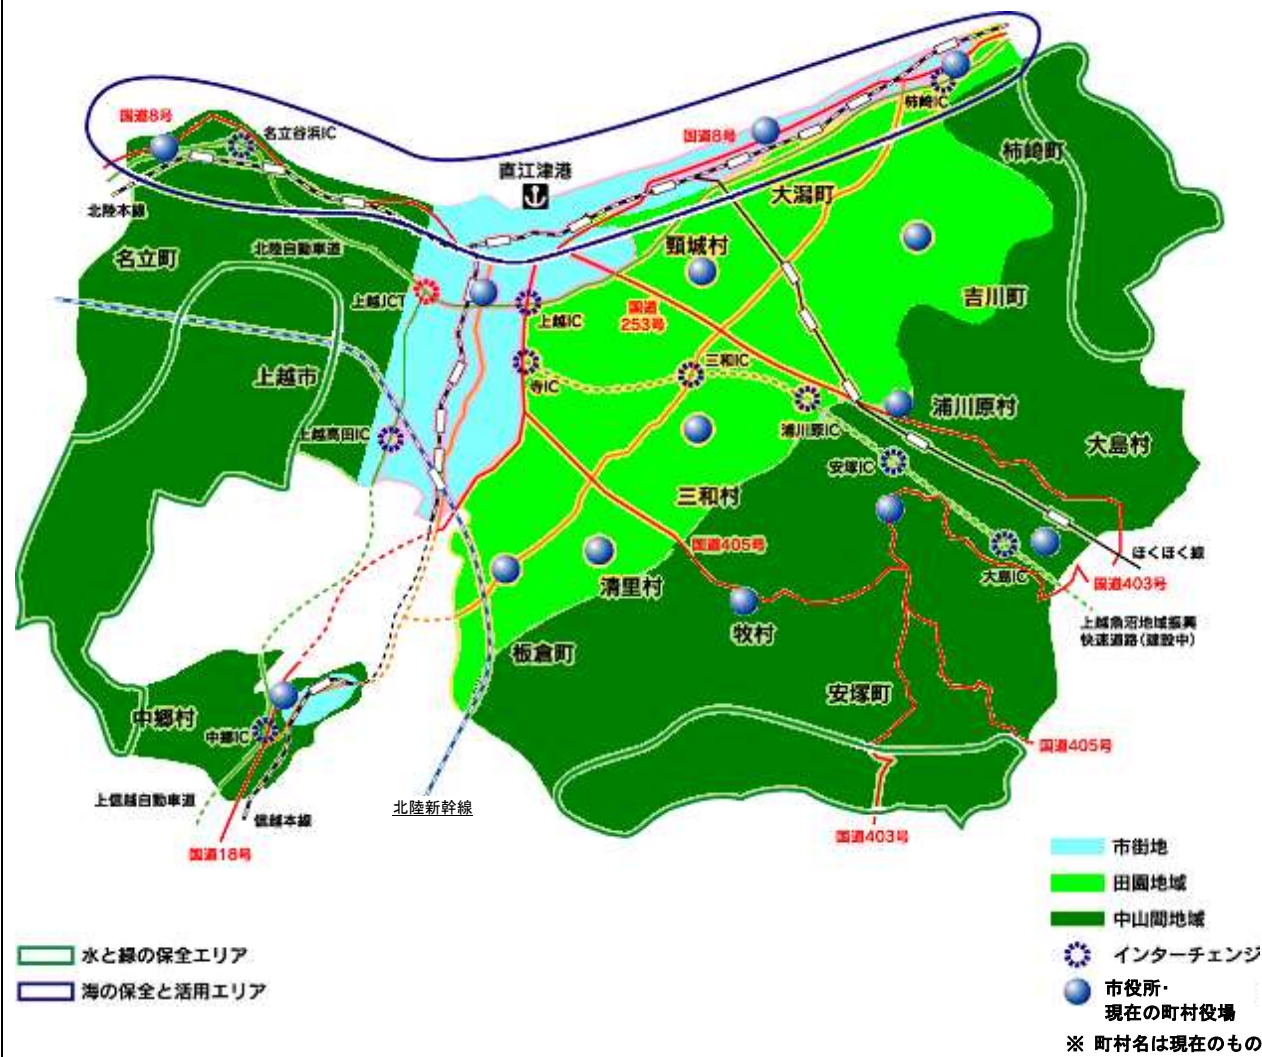 国道8号
名立谷浜IC
北陸本線
名立町
北陸自動車道
直江津港
国道8号
柿崎IC
柿崎町
大潟町
頸城村
吉川町
上越JCT
上越IC
国道
253号
上越市
寺IC
三和IC
上越高田IC
浦川原IC
浦川原村
安塚IC
大島村
三和村
国道405号
ほくほく線
大島IC
国道403号
清里村
上越魚沼地域振興
快速道路(建設中)
牧村
板倉町
安塚町
中郷村
中郷IC
国道405号
上信越自動車道
信越本線
北陸新幹線
国道18号
国道403号
市街地
田園地域
中山間地域
インターチェンジ
市役所・
現在の町村役場
※ 町村名は現在のもの
水と緑の保全エリア
海の保全と活用エリア